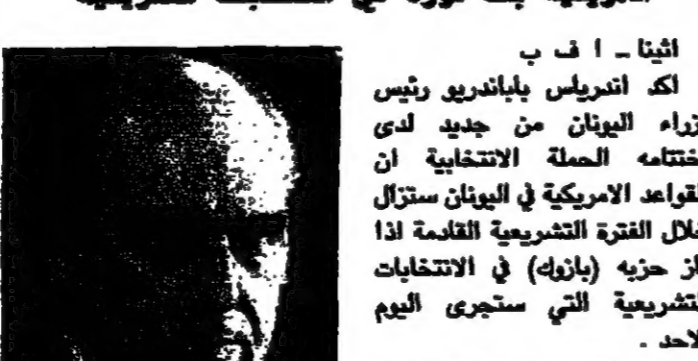 اثينا ـ ا ف ب
اكد اندرياس باباندريو رئيس
زراء اليونان من جديد لدى
ختتامه الحملة الانتخابية ان
لقواعد الامريكية في اليونان ستزال
خلال الفترة التشريعية القادمة اذا
از حزبه (بازوك) في الانتخابات
لتشريعية التي ستجرى اليوم
لاحد .